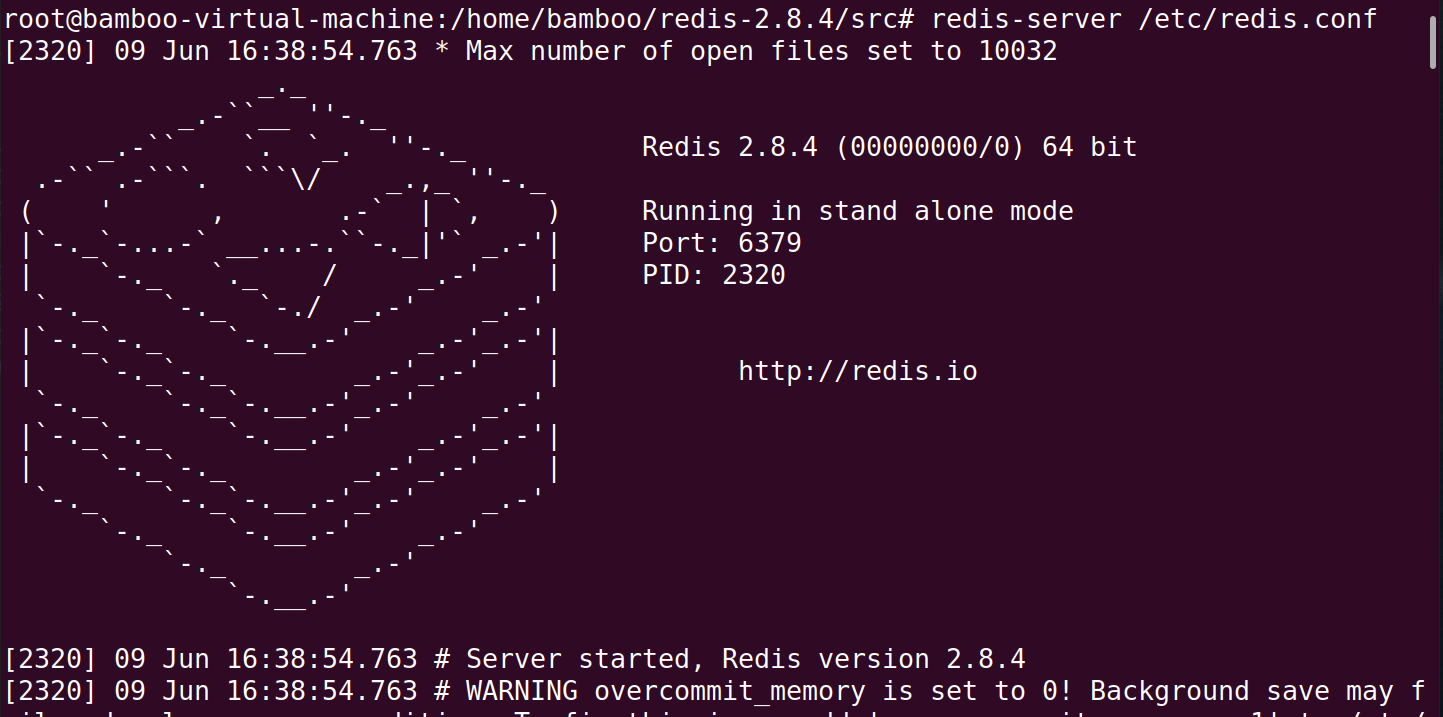 root@bamboo-virtual-machine:/home/bamboo/redis-2.8.4/src# redis-server /etc/redis.conf
[2320] 09 Jun 16:38:54.763 * Max number of open files set to 10032
Redis 2.8.4 (00000000/0) 64 bit
Running in stand alone mode
Port: 6379
PID: 2320
http://redis.io
[2320] 09 Jun 16:38:54.763 # Server started, Redis version 2.8.4
[2320] 09 Jun 16:38:54.763 # WARNING overcommit_memory is set to 0! Background save may f